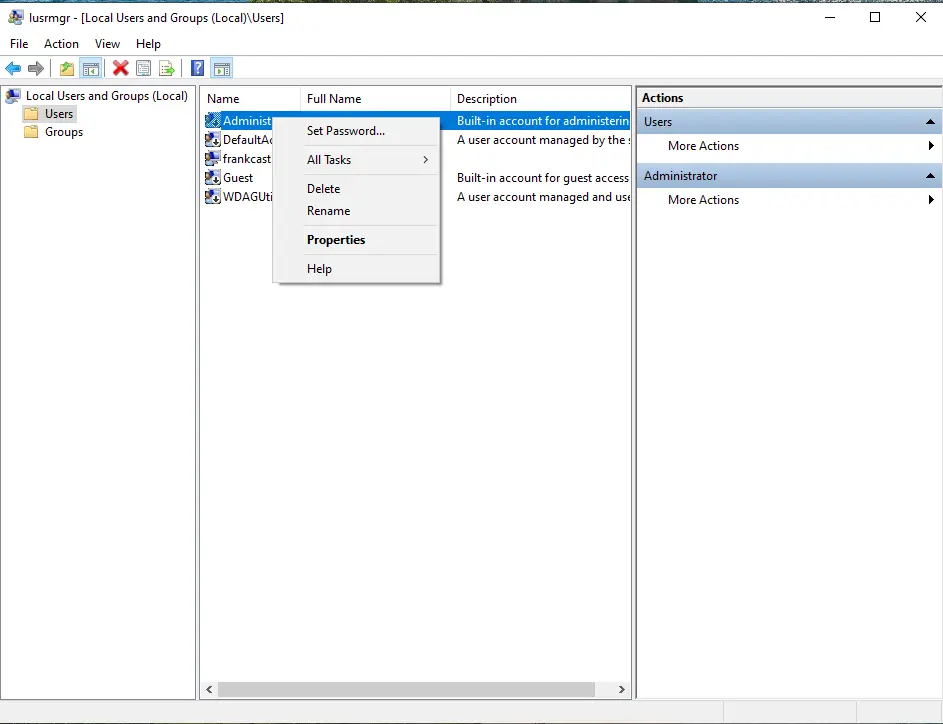 lusrmgr - [Local Users and Groups (Local)\Users]
File Action View Help
Local Users and Groups (Local)
Users
Groups
Name Full Name Description
Administ Built-in account for administerin
DefaultAc A user account managed by the s
frankcast
Guest Built-in account for guest access
WDAGUti A user account managed and use
Set Password...
All Tasks
Delete
Rename
Properties
Help
Actions
Users
More Actions
Administrator
More Actions